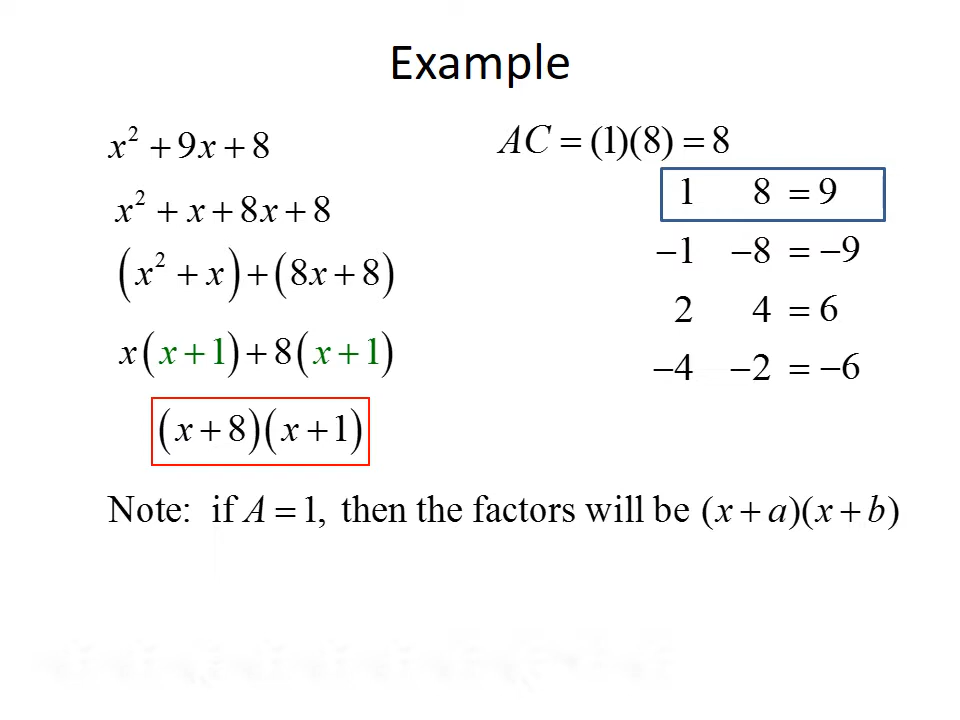 Example
x² + 9x + 8
x² + x + 8x + 8
(x² + x) + (8x + 8)
x(x + 1) + 8(x + 1)
(x + 8)(x + 1)
AC = (1)(8) = 8
1 8 = 9
−1 −8 = −9
2 4 = 6
−4 −2 = −6
Note: if A = 1, then the factors will be (x + a)(x + b)